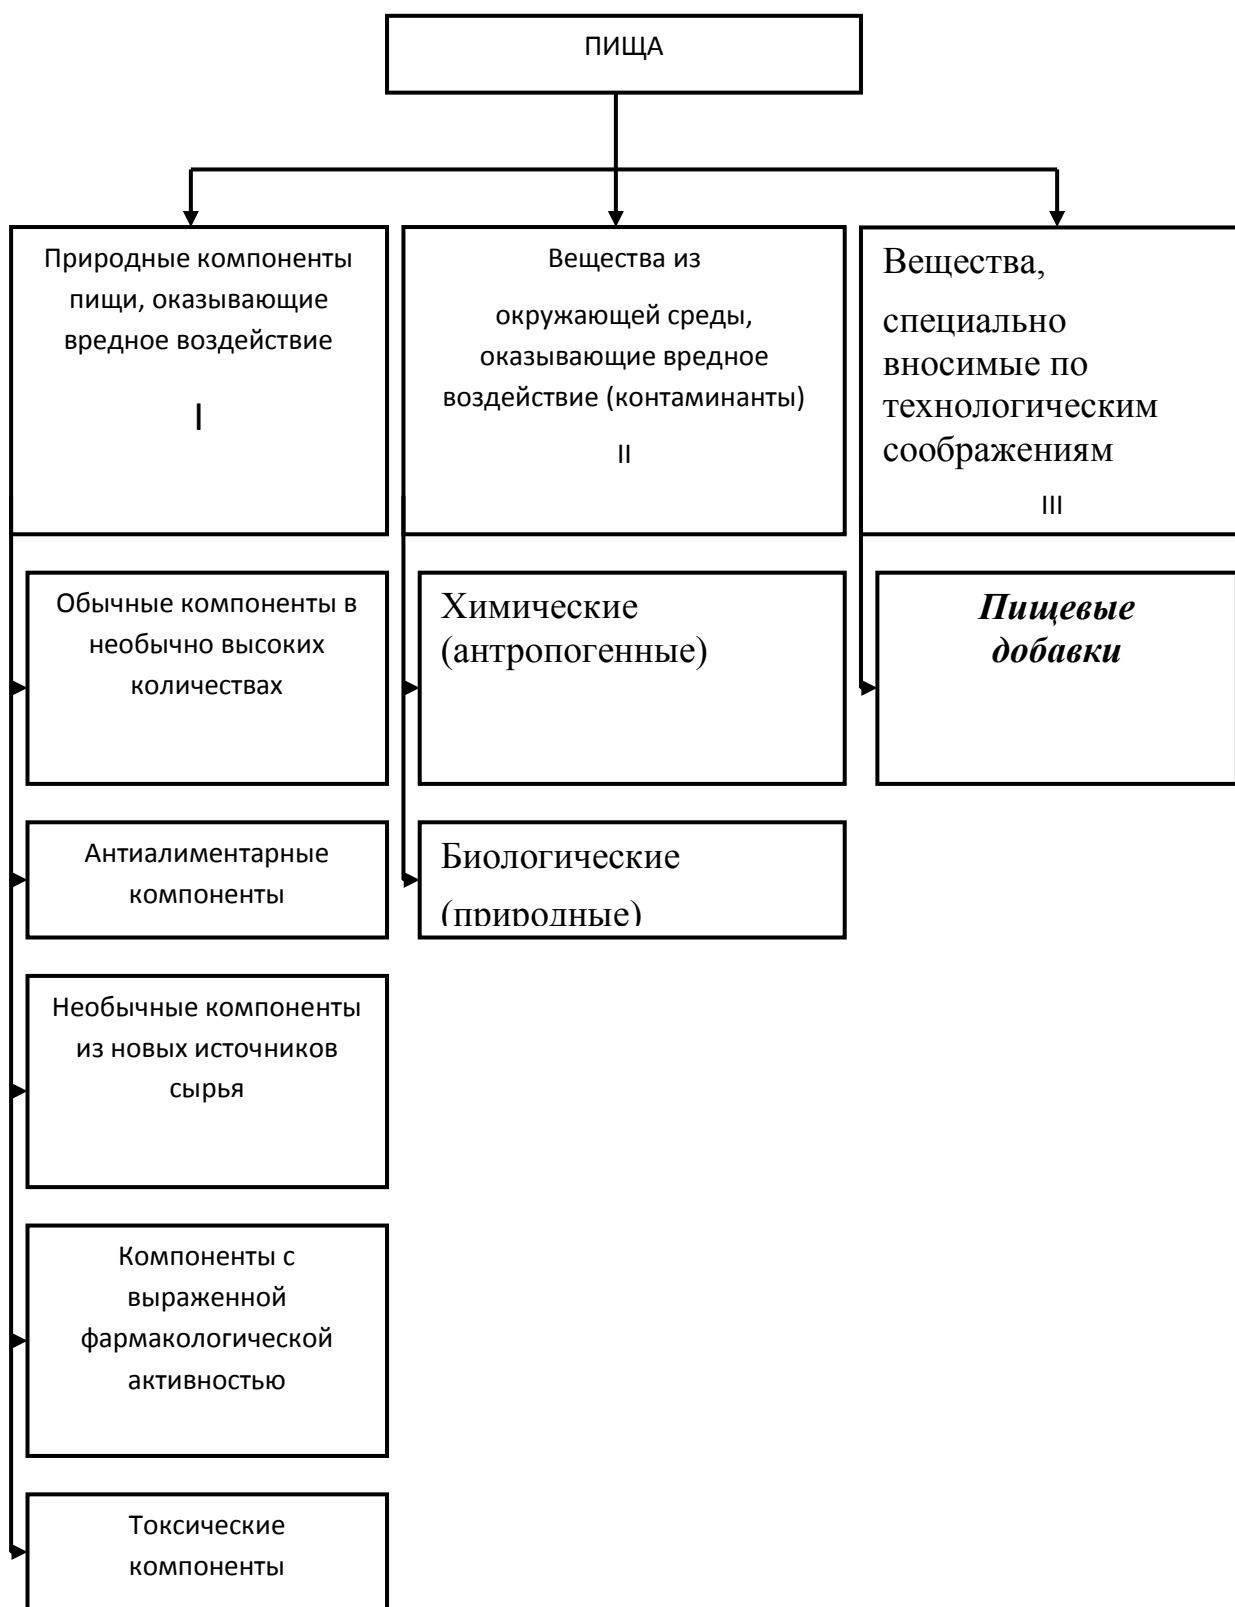 ПИЩА
Природные компоненты
пищи, оказывающие
вредное воздействие
I
Вещества из
окружающей среды,
оказывающие вредное
воздействие (контаминанты)
II
Вещества,
специально
вносимые по
технологическим
соображениям
III
Обычные компоненты в
необычно высоких
количествах
Химические
(антропогенные)
Пищевые
добавки
Антиалиментарные
компоненты
Биологические
(природные)
Необычные компоненты
из новых источников
сырья
Компоненты с
выраженной
фармакологической
активностью
Токсические
компоненты